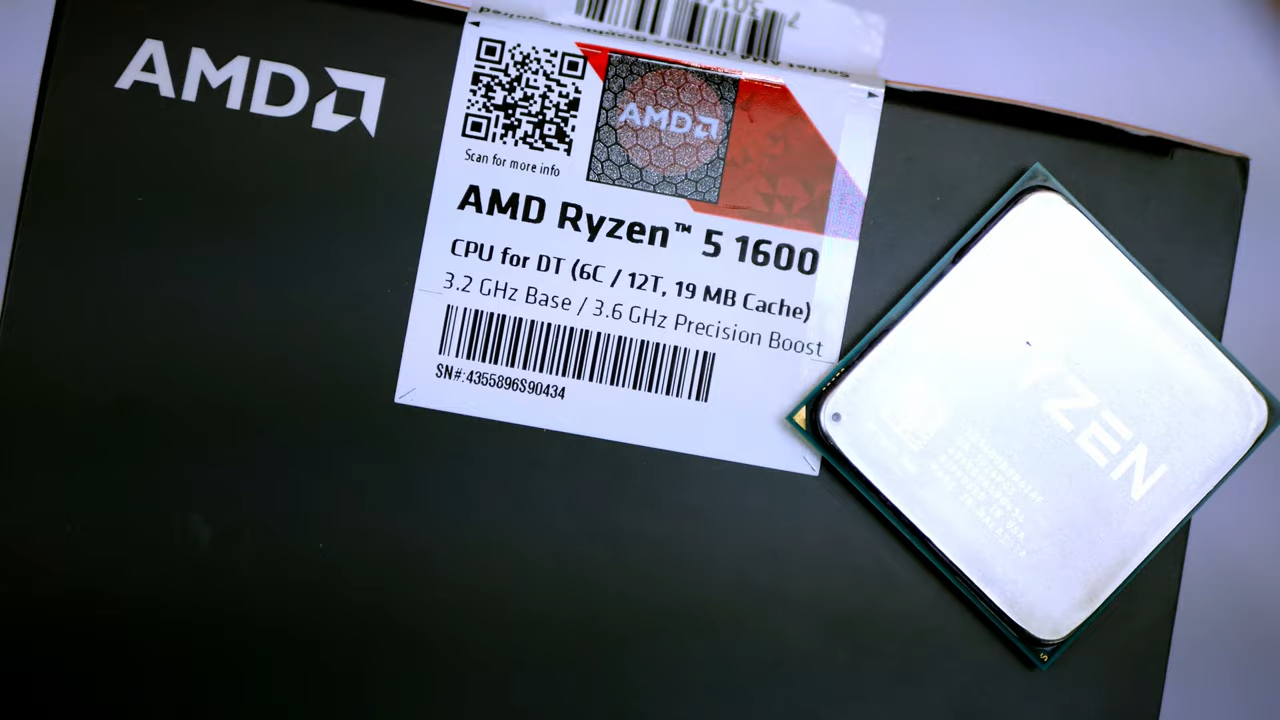 AMD
Scan for more info
AMD
AMD Ryzen™ 5 1600
CPU for DT (6C / 12T, 19 MB Cache)
3.2 GHz Base / 3.6 GHz Precision Boost
SN#:4355896S90434
YZEN